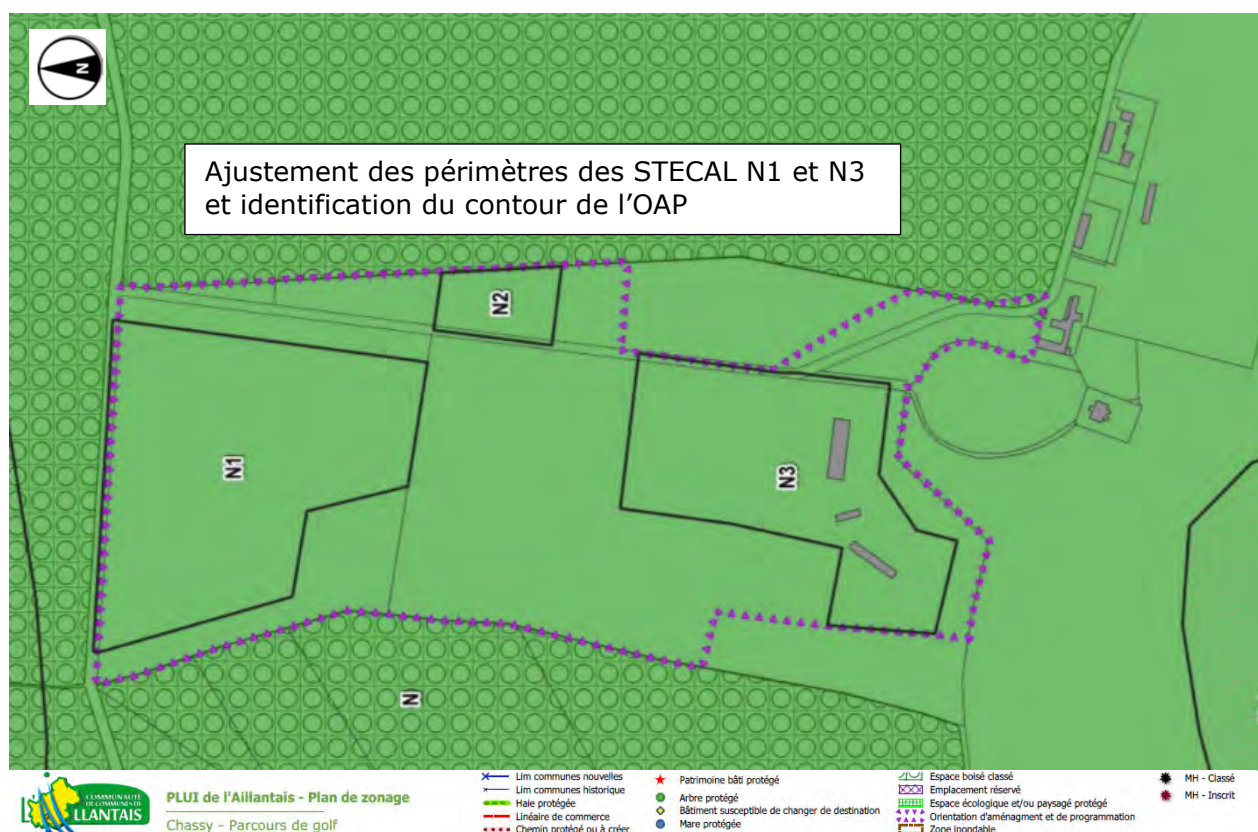 N
Ajustement des périmètres des STECAL N1 et N3
et identification du contour de l'OAP
N2
N1
N3
N
COMMUNAUTÉ
DE COMMUNES DE
LLANTAIS
PLUI de l'Aillantais - Plan de zonage
Chassy - Parcours de golf
Lim communes nouvelles
Lim communes historique
Haie protégée
Linéaire de commerce
Chemin protégé ou à créer
Patrimoine bâti protégé
Arbre protégé
Bâtiment susceptible de changer de destination
Mare protégée
Espace boisé classé
Emplacement réservé
Espace écologique et/ou paysagé protégé
Orientation d'aménagment et de programmation
Zone inondable
MH - Classé
MH - Inscrit